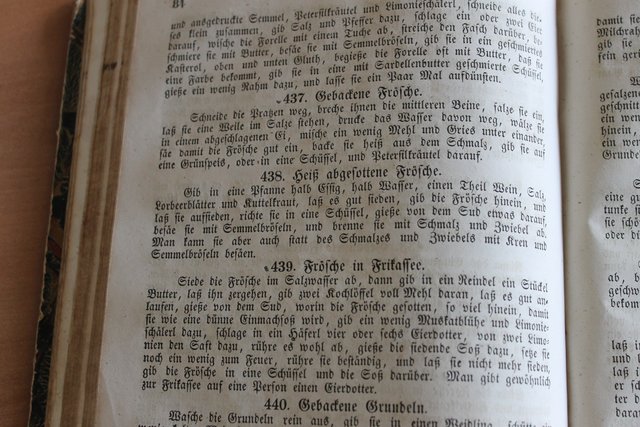 und ausgedruckte Semmel, Petersilkräutel und Limonieschälerl, schneide alles
ses klein zusammen, gib Salz und Pfeffer dazu, schlage ein oder zwei Eier
darauf, wische die Forelle mit einem Tuche ab, streiche den Fasch darüber, be-
schmiere sie mit Butter, besäe sie mit Semmelbröseln, gib sie in ein geschmiertes
Kasterol, oben und unten Gluth, begieße die Forelle oft mit Butter, daß sie
eine Farbe bekommt, gib sie in eine mit Sardellenbutter geschmierte Schüssel,
gieße ein wenig Rahm dazu, und lasse sie ein Paar Mal aufdünsten.
437. Gebackene Frösche.
Schneide die Pratzen weg, breche ihnen die mittleren Beine, salze sie ein,
laß sie eine Weile im Salze stehen, drucke das Wasser davon weg, wälze sie
in einem abgeschlagenen Ei, mische ein wenig Mehl und Gries unter einander,
säe damit die Frösche gut ein, backe sie heiß aus dem Schmalz, gib sie auf
eine Grünspeis, oder in eine Schüssel, und Petersilkräutel darauf.
438. Heiß abgesottene Frösche.
Gib in eine Pfanne halb Essig, halb Wasser, einen Theil Wein, Salz,
Lorbeerblätter und Kuttelkraut, laß es gut sieden, gib die Frösche hinein, und
laß sie aufsieden, richte sie in eine Schüssel, gieße von dem Sud etwas darauf,
besäe sie mit Semmelbröseln, und brenne sie mit Schmalz und Zwiebel ab.
Man kann sie aber auch statt des Schmalzes und Zwiebels mit Kren und
Semmelbröseln besäen.
439. Frösche in Frikassee.
Siede die Frösche im Salzwasser ab, dann gib in ein Reindel ein Stückel
Butter, laß ihn zergehen, gib zwei Kochlöffel voll Mehl daran, laß es gut an-
laufen, gieße von dem Sud, worin die Frösche gesotten, so viel hinein, damit
sie wie eine dünne Einmachsoß wird, gib ein wenig Muskatblühe und Limonie-
schälerl dazu, schlage in ein Häferl vier oder sechs Eierdotter, von zwei Limo-
nien den Saft dazu, rühre es wohl ab, gieße die siedende Soß dazu, setze sie
noch ein wenig zum Feuer, rühre sie beständig, und laß sie nicht mehr sieden,
gib die Frösche in eine Schüssel und die Soß darüber. Man gibt gewöhnlich
zur Frikassee auf eine Person einen Eierdotter.
440. Gebackene Grundeln.
Wasche die Grundeln rein aus, gib sie in einen Weidling,